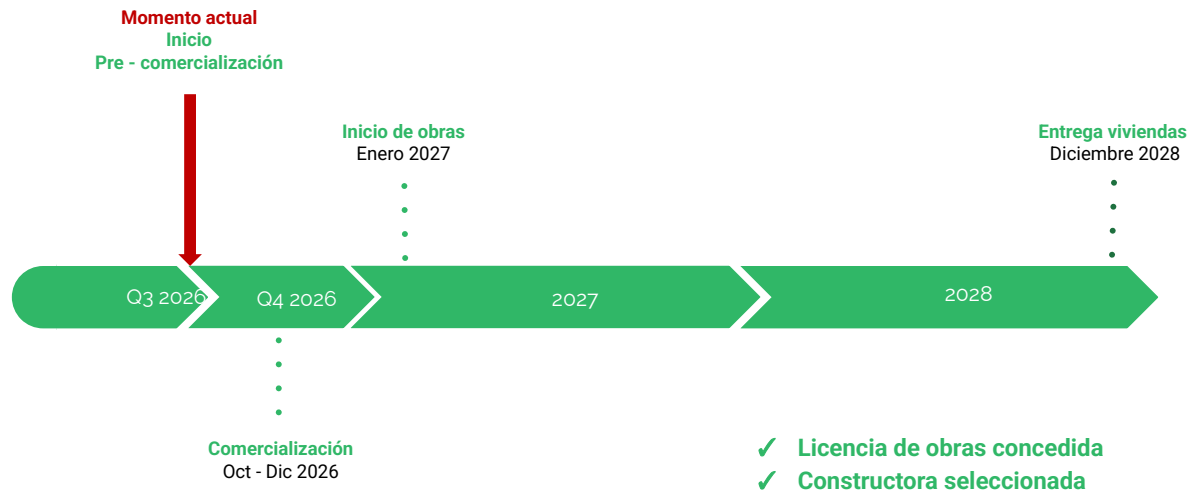 Momento actual
Inicio
Pre - comercialización
Inicio de obras
Enero 2027
Entrega viviendas
Diciembre 2028
Q3 2026
Q4 2026
2027
2028
Comercialización
Oct - Dic 2026
✓ Licencia de obras concedida
✓ Constructora seleccionada